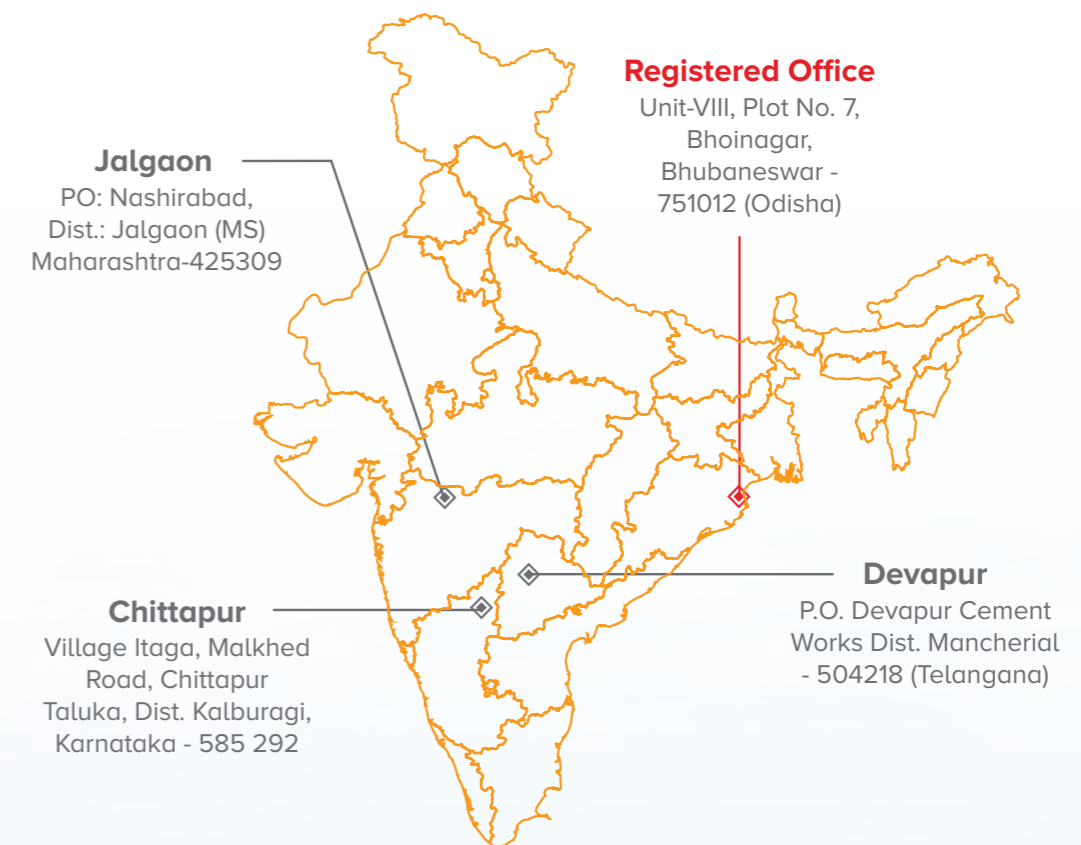 Registered Office
Unit-VIII, Plot No. 7,
Bhoinagar,
Bhubaneswar -
751012 (Odisha)
Jalgaon
PO: Nashirabad,
Dist.: Jalgaon (MS)
Maharashtra-425309
Devapur
P.O. Devapur Cement
Works Dist. Mancherial
- 504218 (Telangana)
Chittapur
Village Itaga, Malkhed
Road, Chittapur
Taluka, Dist. Kalburagi,
Karnataka - 585 292